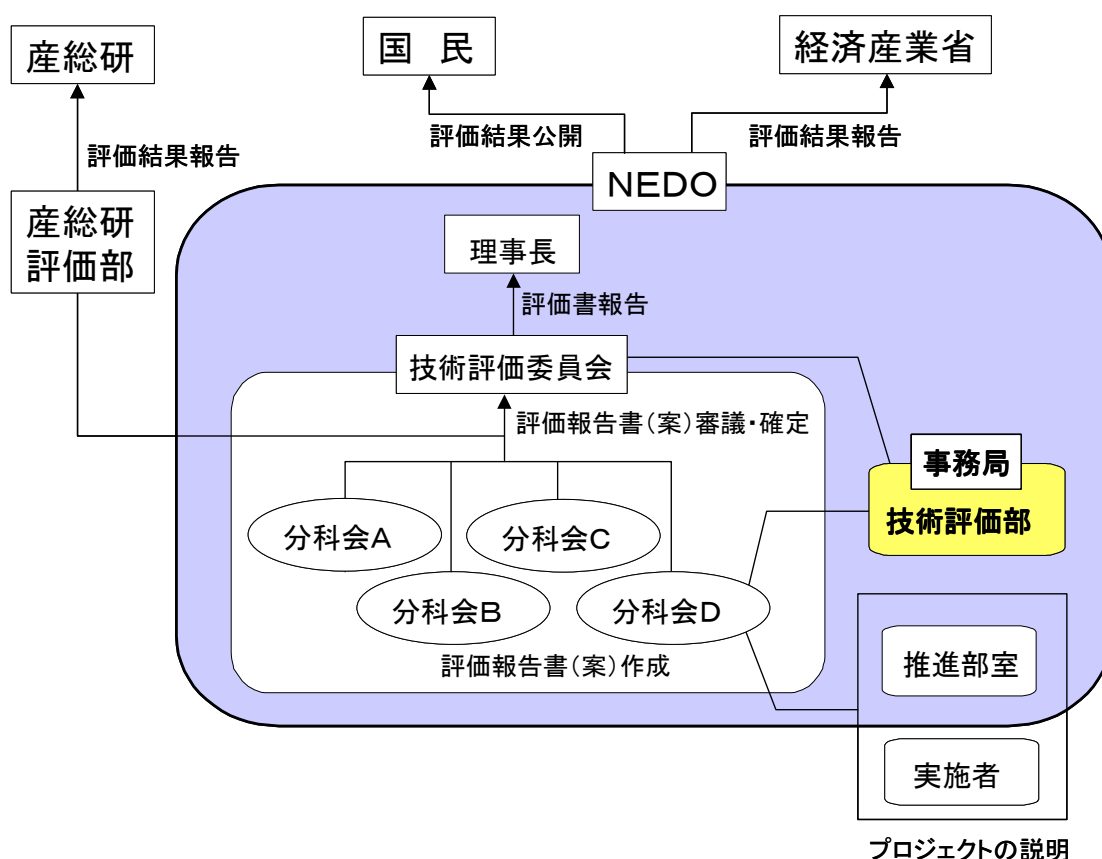 産総研
国 民
経済産業省
評価結果公開
評価結果報告
評価結果報告
NEDO
産総研
評価部
理事長
評価書報告
技術評価委員会
評価報告書(案)審議・確定
事務局
技術評価部
分科会A
分科会C
分科会B
分科会D
評価報告書(案)作成
推進部室
実施者
プロジェクトの説明